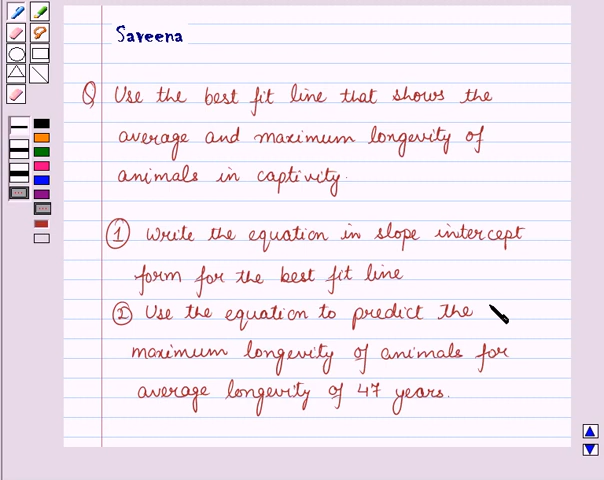 Saveena
Q Use the best fit line that shows the
average and maximum longevity of
animals in captivity.
① Write the equation in slope intercept
form for the best fit line
② Use the equation to predict the
maximum longevity of animals for
average longevity of 47 years.